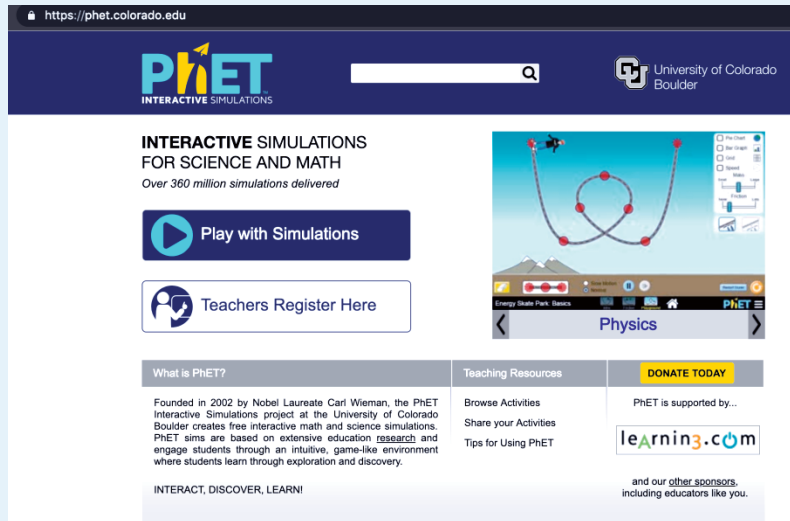 https://phet.colorado.edu
PhET
INTERACTIVE SIMULATIONS
University of Colorado
Boulder
INTERACTIVE SIMULATIONS
FOR SCIENCE AND MATH
Over 360 million simulations delivered
Play with Simulations
Teachers Register Here
Pie Chart
Bar Graph
Grid
Speed
Mass
Friction
Energy Skate Park: Basics
PhET
Physics
What is PhET?
Founded in 2002 by Nobel Laureate Carl Wieman, the PhET
Interactive Simulations project at the University of Colorado
Boulder creates free interactive math and science simulations.
PhET sims are based on extensive education research and
engage students through an intuitive, game-like environment
where students learn through exploration and discovery.
INTERACT, DISCOVER, LEARN!
Teaching Resources
Browse Activities
Share your Activities
Tips for Using PhET
DONATE TODAY
PhET is supported by...
learnin3.com
and our other sponsors,
including educators like you.